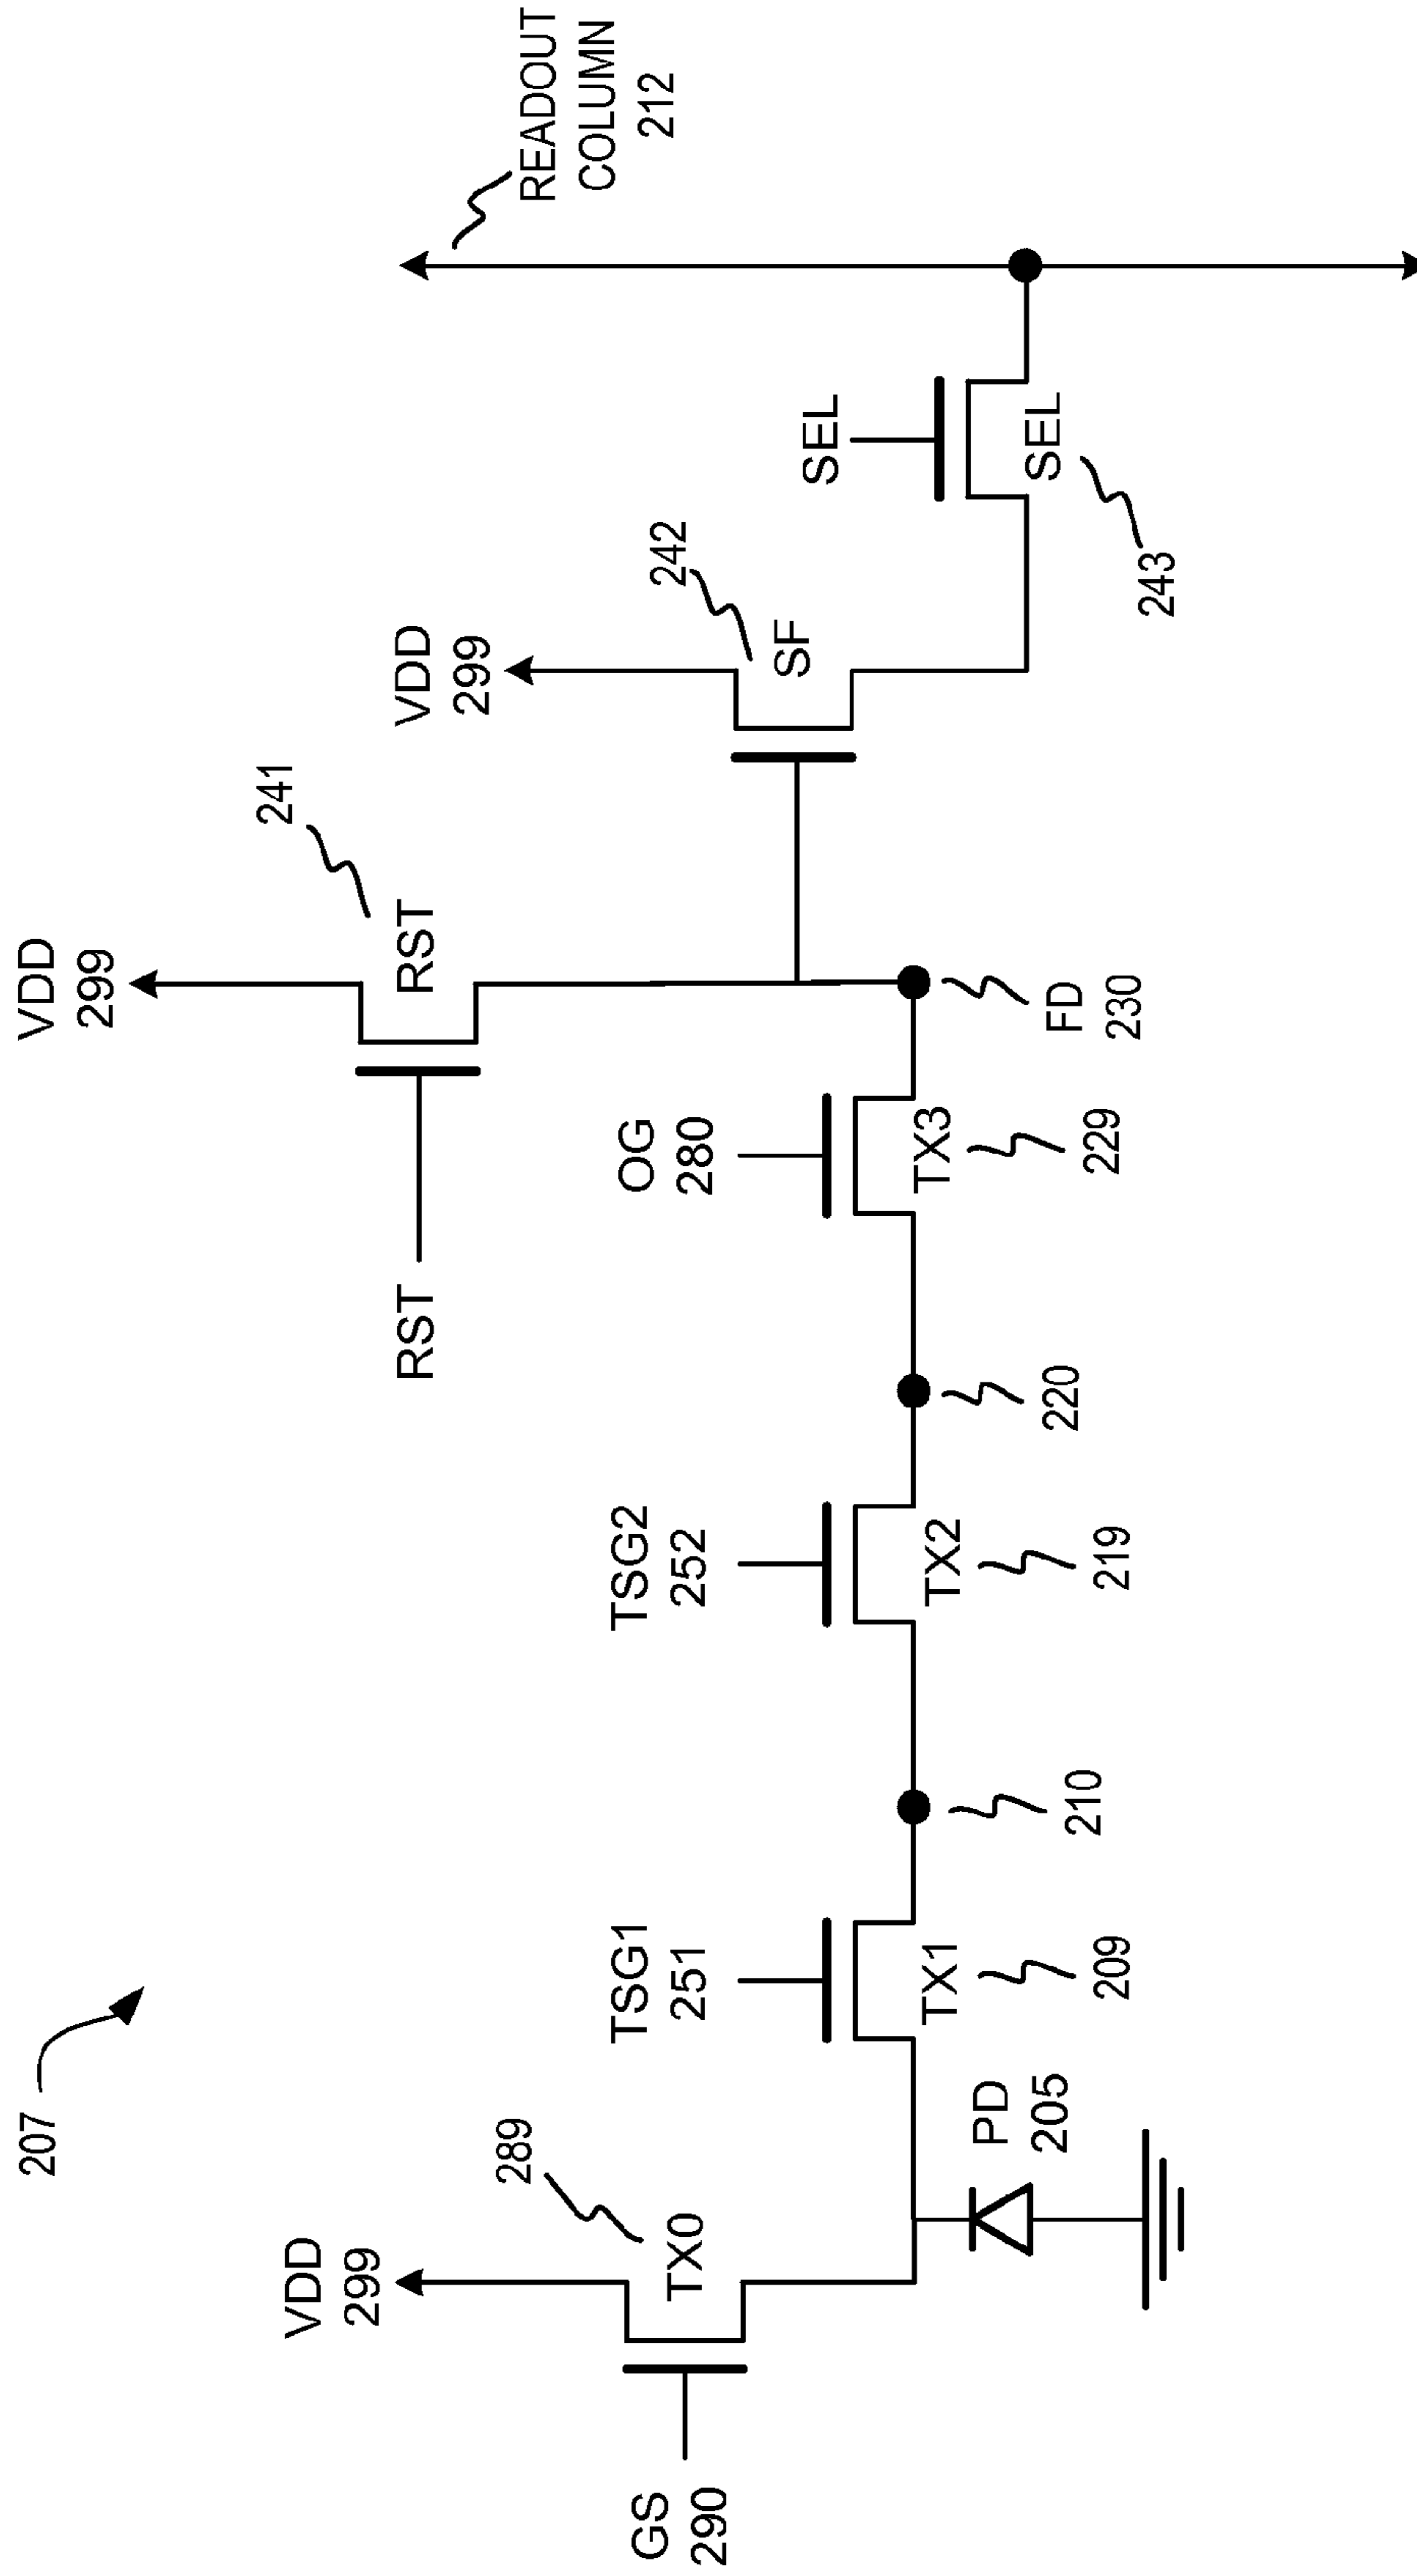 207
VDD
299
GS
290
TX0
289
PD
205
TSG1
251
TX1
209
210
TSG2
252
TX2
219
220
OG
280
TX3
229
FD
230
VDD
299
RST
RST
241
VDD
299
SF
242
SEL
SEL
243
READOUT
COLUMN
212